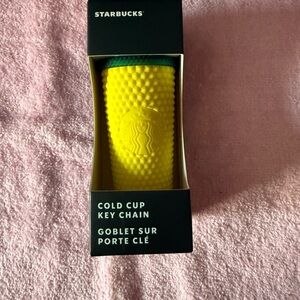 STARBUCKS
COLD CUP
KEY CHAIN
GOBLET SUR
PORTE CLÉ